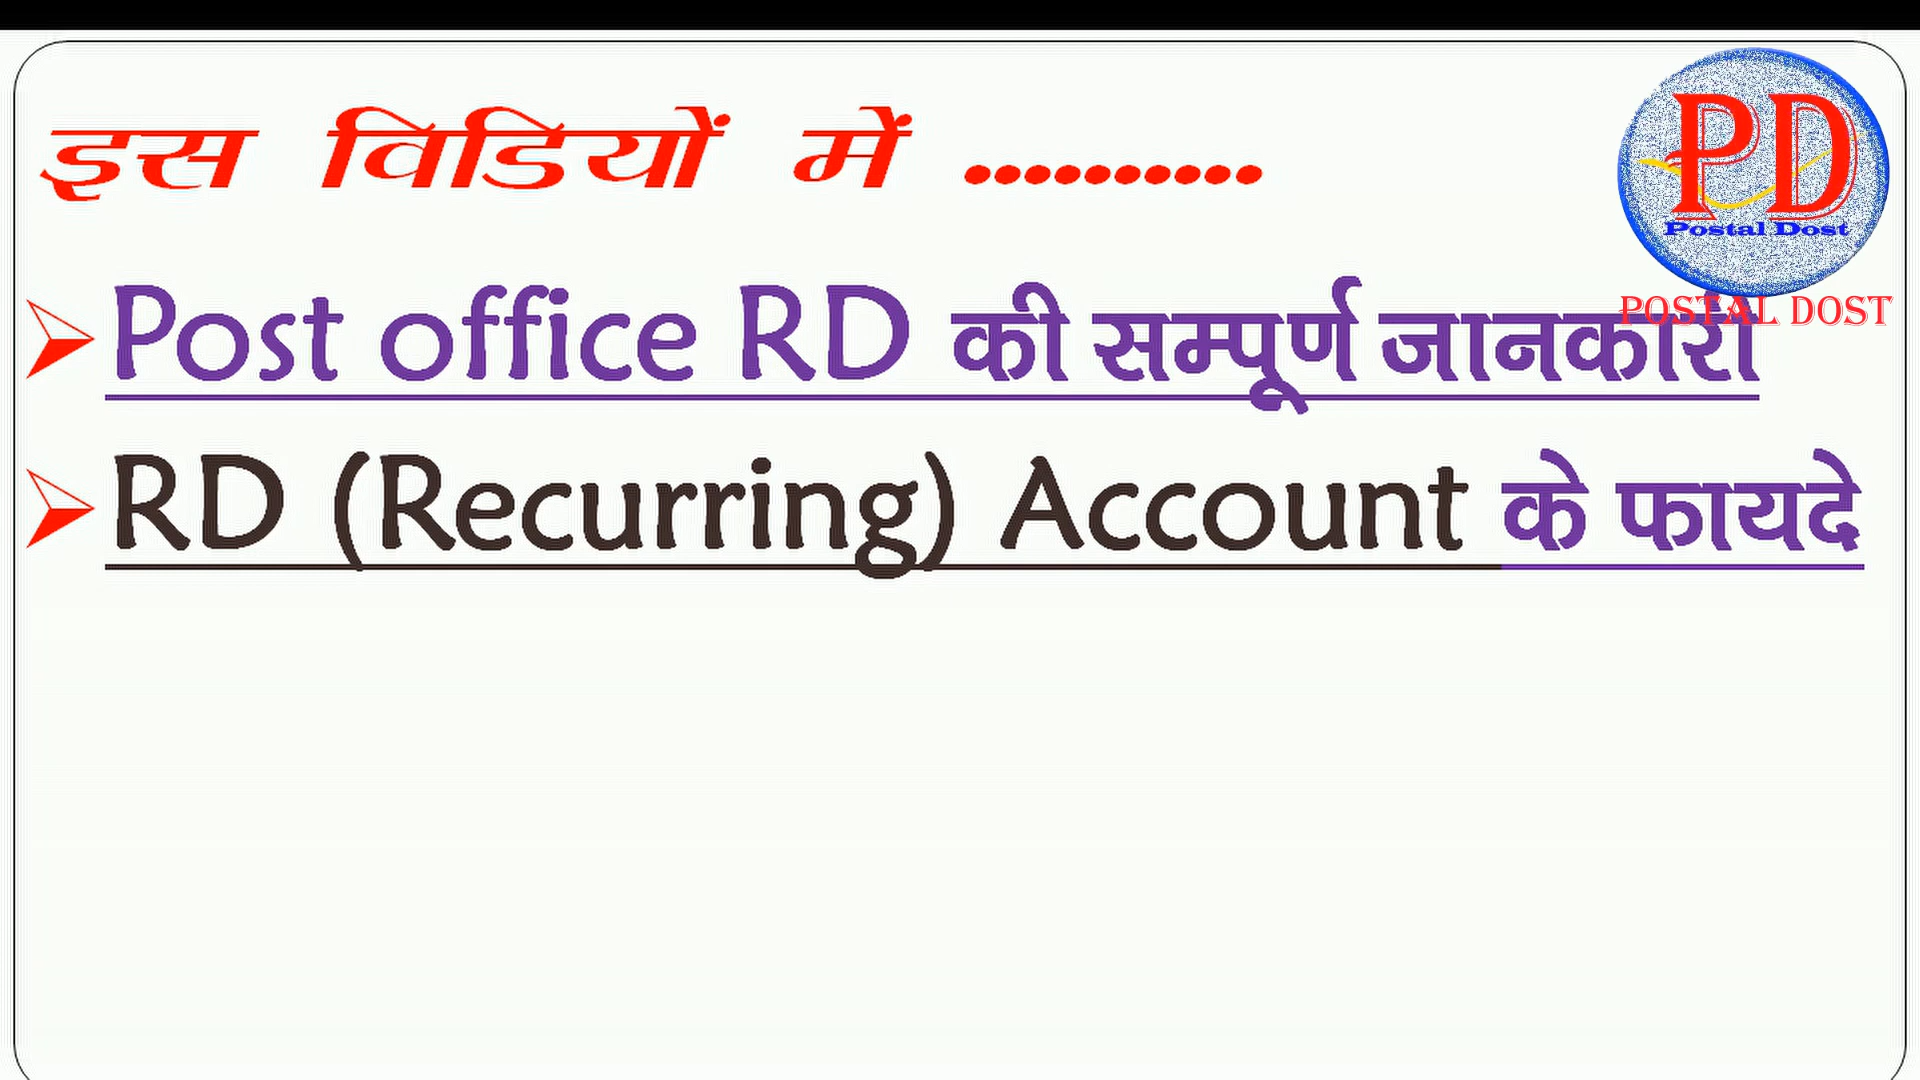 इस विडियों में ..........
PD
Postal Dost
POSTAL DOST
Post office RD की सम्पूर्ण जानकारी
RD (Recurring) Account के फायदे